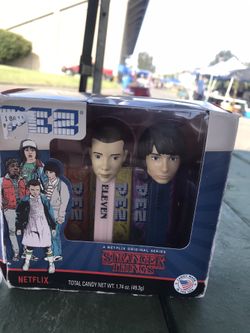 PEZ
ELEVEN
PEZ
PEZ
PEZ
A NETFLIX ORIGINAL SERIES
STRANGER
THINGS
NETFLIX
TOTAL CANDY NET WT. 1.74 oz. (49.3g)